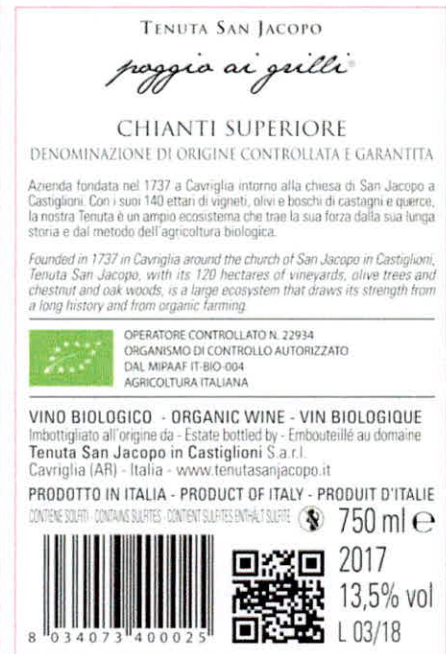 TENUTA SAN JACOPO
poggio ai grilli®
CHIANTI SUPERIORE
DENOMINAZIONE DI ORIGINE CONTROLLATA E GARANTITA
Azienda fondata nel 1737 a Cavriglia intorno alla chiesa di San Jacopo a
Castiglioni. Con i suoi 140 ettari di vigneti, olivi e boschi di castagni e querce,
la nostra Tenuta è un ampio ecosistema che trae la sua forza dalla sua lunga
storia e dal metodo dell'agricoltura biologica.
Founded in 1737 in Cavriglia around the church of San Jacopo in Castiglioni,
Tenuta San Jacopo, with its 120 hectares of vineyards, olive trees and
chestnut and oak woods, is a large ecosystem that draws its strength from
a long history and from organic farming.
OPERATORE CONTROLLATO N. 22934
ORGANISMO DI CONTROLLO AUTORIZZATO
DAL MIPAAF IT-BIO-004
AGRICOLTURA ITALIANA
VINO BIOLOGICO - ORGANIC WINE - VIN BIOLOGIQUE
Imbottigliato all'origine da - Estate bottled by - Embouteillé au domaine
Tenuta San Jacopo in Castiglioni S.a.r.l.
Cavriglia (AR) - Italia - www.tenutasanjacopo.it
PRODOTTO IN ITALIA - PRODUCT OF ITALY - PRODUIT D'ITALIE
CONTIENE SOLFITI - CONTAINS SULFITES - CONTIENT SULFITES ENTHÄLT SULFITE
750 ml e
2017
13,5% vol
L 03/18
8 034073 400025